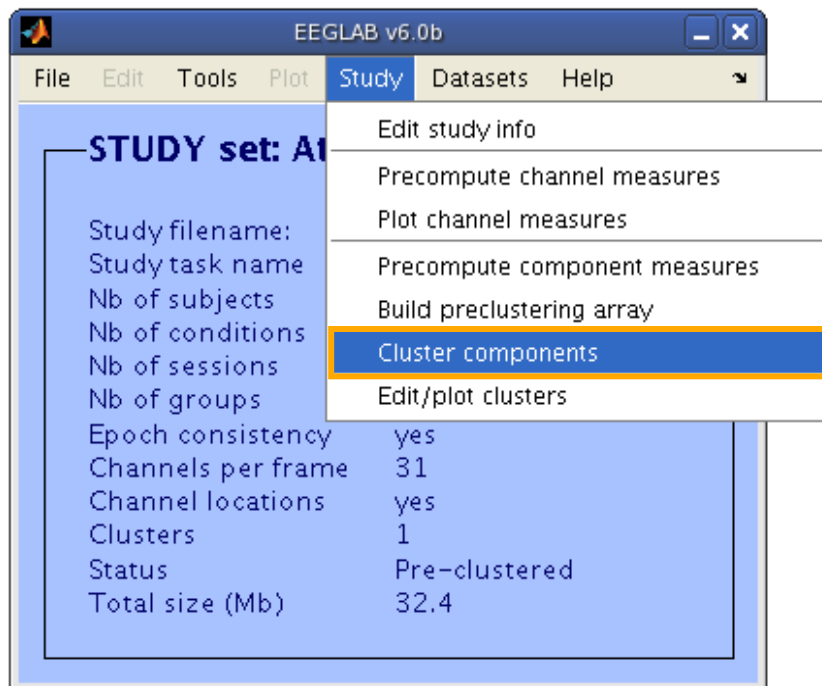 EEGLAB v6.0b
File Edit Tools Plot Study Datasets Help
Edit study info
STUDY set: At
Precompute channel measures
Plot channel measures
Study filename:
Study task name
Precompute component measures
Nb of subjects
Build preclustering array
Nb of conditions
Cluster components
Nb of sessions
Edit/plot clusters
Nb of groups
Epoch consistency yes
Channels per frame 31
Channel locations yes
Clusters 1
Status Pre-clustered
Total size (Mb) 32.4